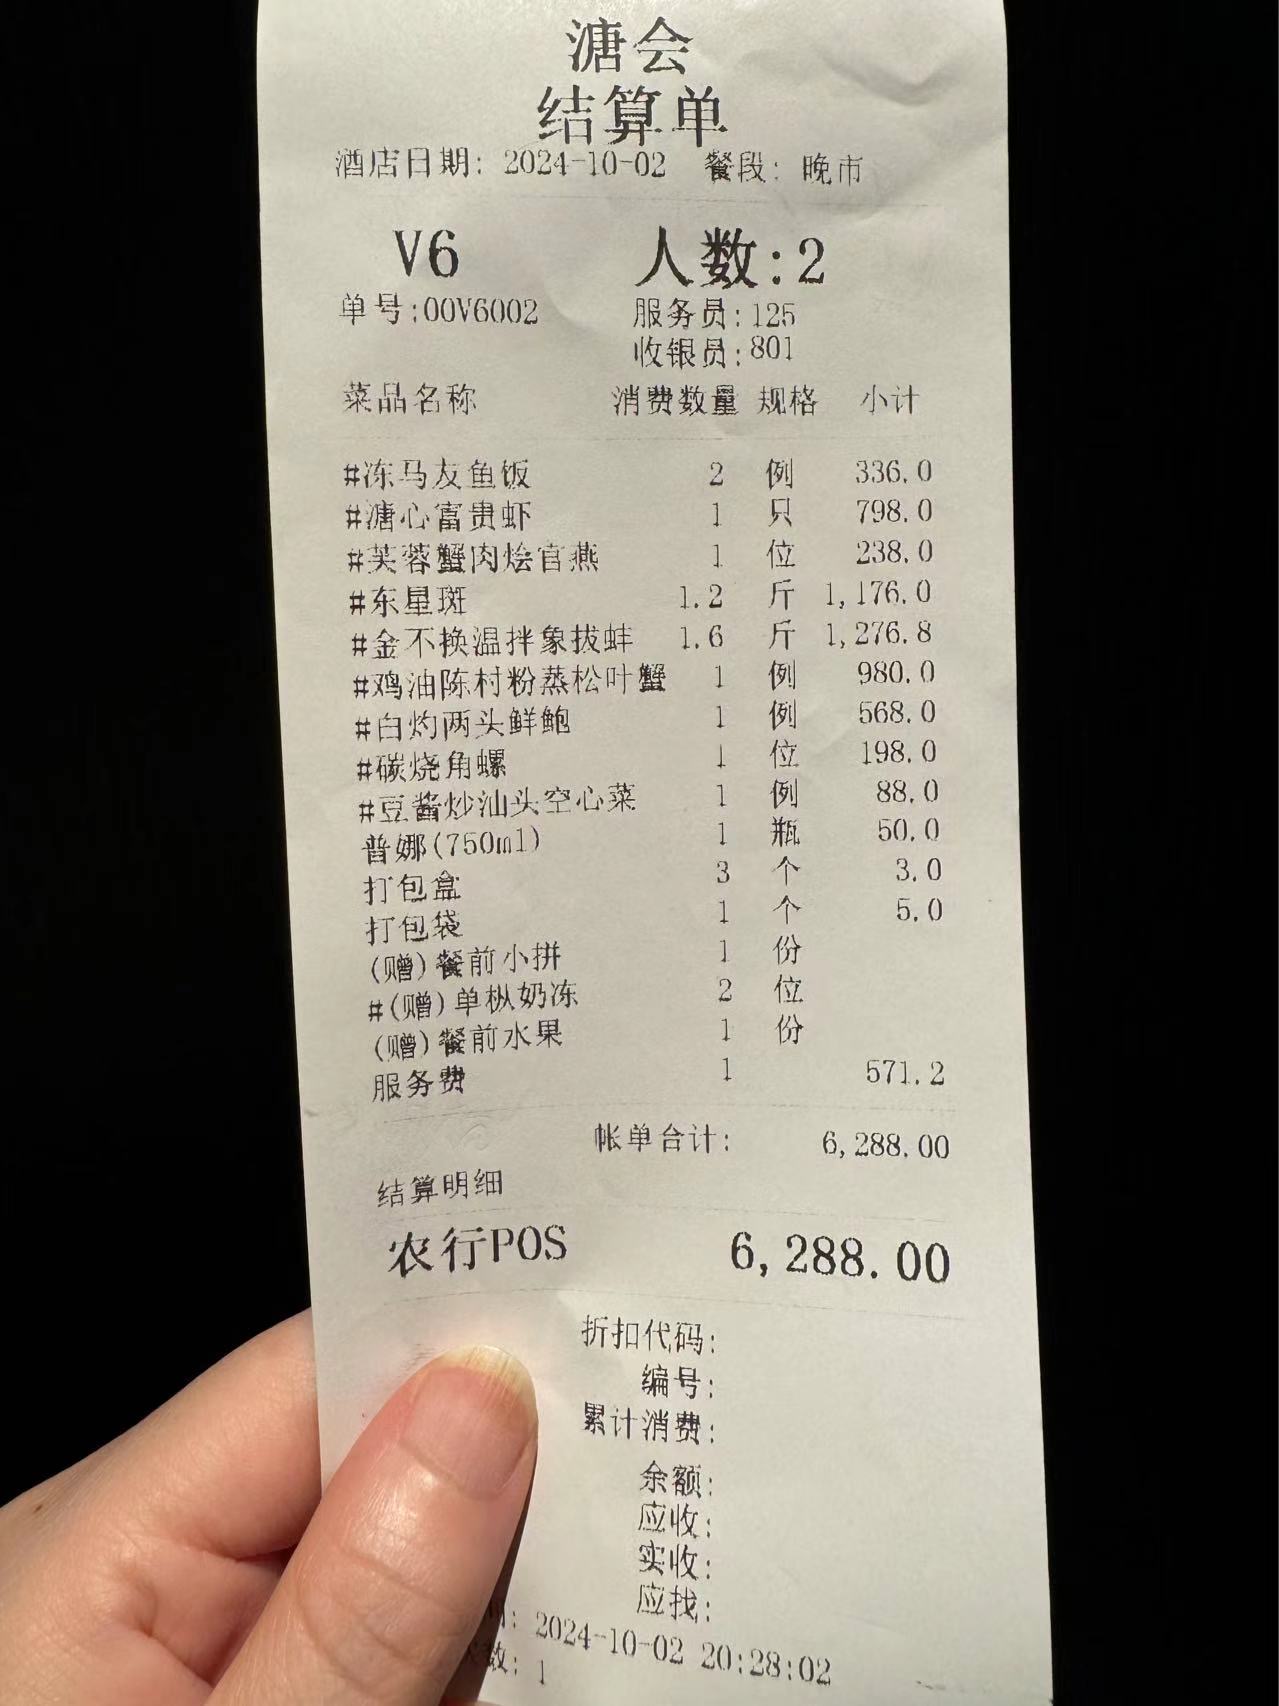 溏会
结算单
酒店日期: 2024-10-02 餐段: 晚市
V6 人数:2
单号:00V6002 服务员:125
收银员:801
菜品名称 消费数量 规格 小计
#冻马友鱼饭 2 例 336.0
#溏心富贵虾 1 只 798.0
#芙蓉蟹肉烩官燕 1 位 238.0
#东星斑 1.2 斤 1,176.0
#金不换温拌象拔蚌 1.6 斤 1,276.8
#鸡油陈村粉蒸松叶蟹 1 例 980.0
#白灼两头鲜鲍 1 例 568.0
#碳烧角螺 1 位 198.0
#豆酱炒汕头空心菜 1 例 88.0
普娜(750ml) 1 瓶 50.0
打包盒 3 个 3.0
打包袋 1 个 5.0
(赠)餐前小拼 1 份
#(赠)单枞奶冻 2 位
(赠)餐前水果 1 份
服务费 1 571.2
帐单合计: 6,288.00
结算明细
农行POS 6,288.00
折扣代码:
编号:
累计消费:
余额:
应收:
实收:
应找:
: 2024-10-02 20:28:02
数: 1